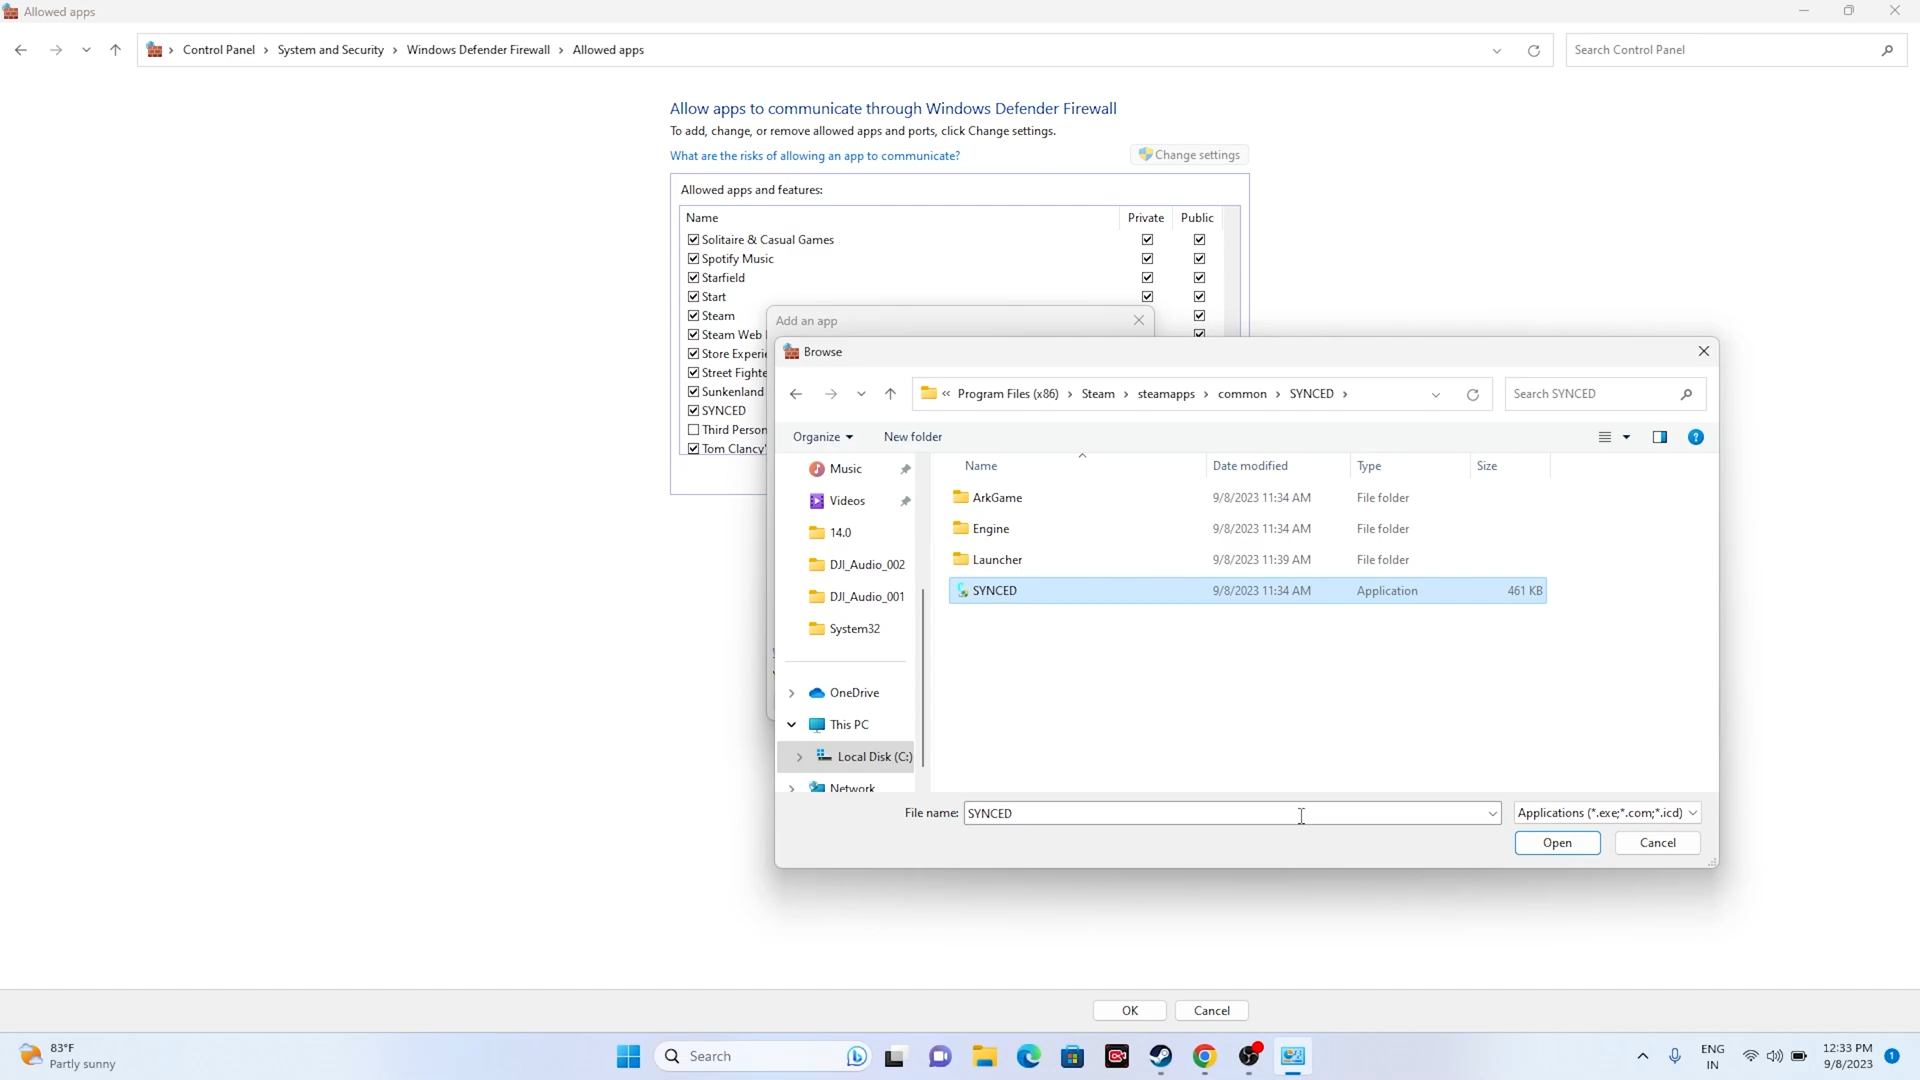 Allowed apps
Control Panel › System and Security › Windows Defender Firewall › Allowed apps
Search Control Panel
Allow apps to communicate through Windows Defender Firewall
To add, change, or remove allowed apps and ports, click Change settings.
What are the risks of allowing an app to communicate?
Change settings
Allowed apps and features:
Name Private Public
Solitaire & Casual Games
Spotify Music
Starfield
Start
Steam
Steam Web
Store Experie
Street Fighte
Sunkenland
SYNCED
Third Person
Tom Clancy'
Add an app
Browse
« Program Files (x86) › Steam › steamapps › common › SYNCED ›
Search SYNCED
Organize New folder
Music
Videos
14.0
DJI_Audio_002
DJI_Audio_001
System32
OneDrive
This PC
Local Disk (C:)
Network
Name Date modified Type Size
ArkGame 9/8/2023 11:34 AM File folder
Engine 9/8/2023 11:34 AM File folder
Launcher 9/8/2023 11:39 AM File folder
SYNCED 9/8/2023 11:34 AM Application 461 KB
File name: SYNCED Applications (*.exe;*.com;*.icd)
Open Cancel
OK Cancel
83°F
Partly sunny
Search
ENG
IN
12:33 PM
9/8/2023
1